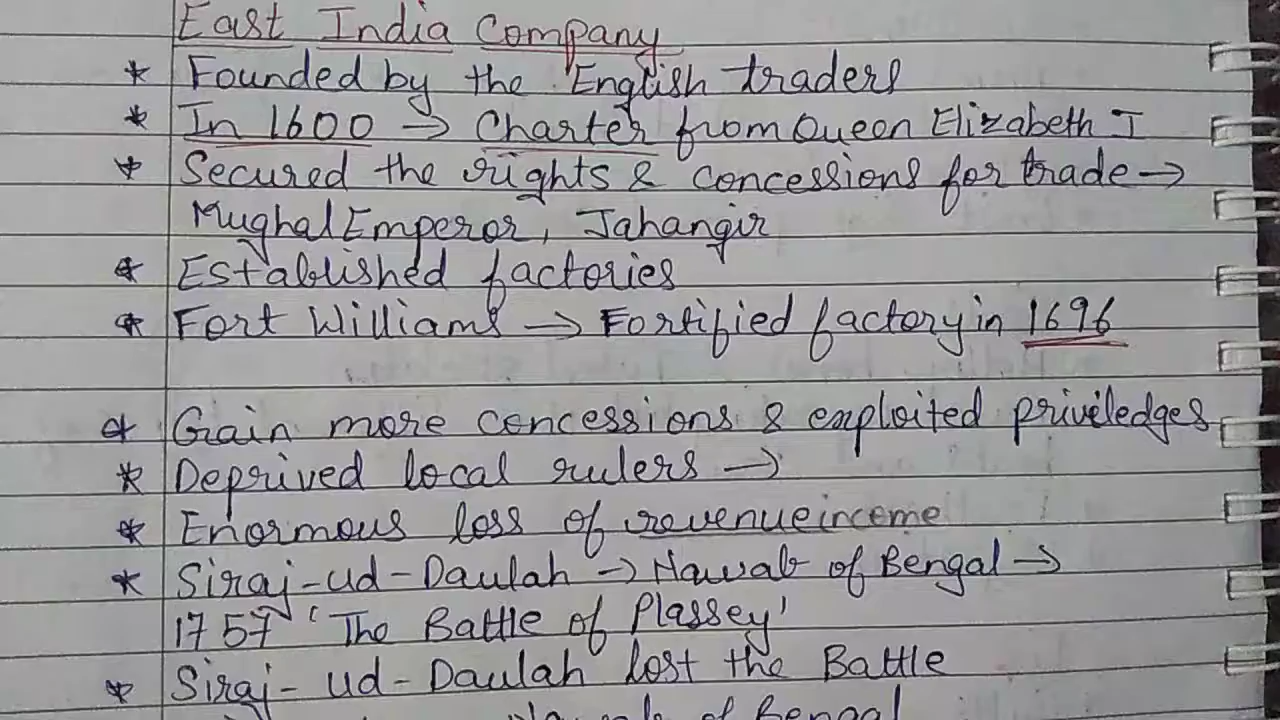 East India Company
* Founded by the English traders
* In 1600 → Charter from Queen Elizabeth I
* Secured the rights & concessions for trade →
Mughal Emperor, Jahangir
* Established factories
* Fort Williams → Fortified factory in 1696
* Gain more concessions & exploited priviledges
* Deprived local rulers →
* Enormous loss of revenue income
* Siraj-ud-Daulah → Nawab of Bengal →
1757 'The Battle of Plassey'
* Siraj-ud-Daulah lost the Battle
of Bengal